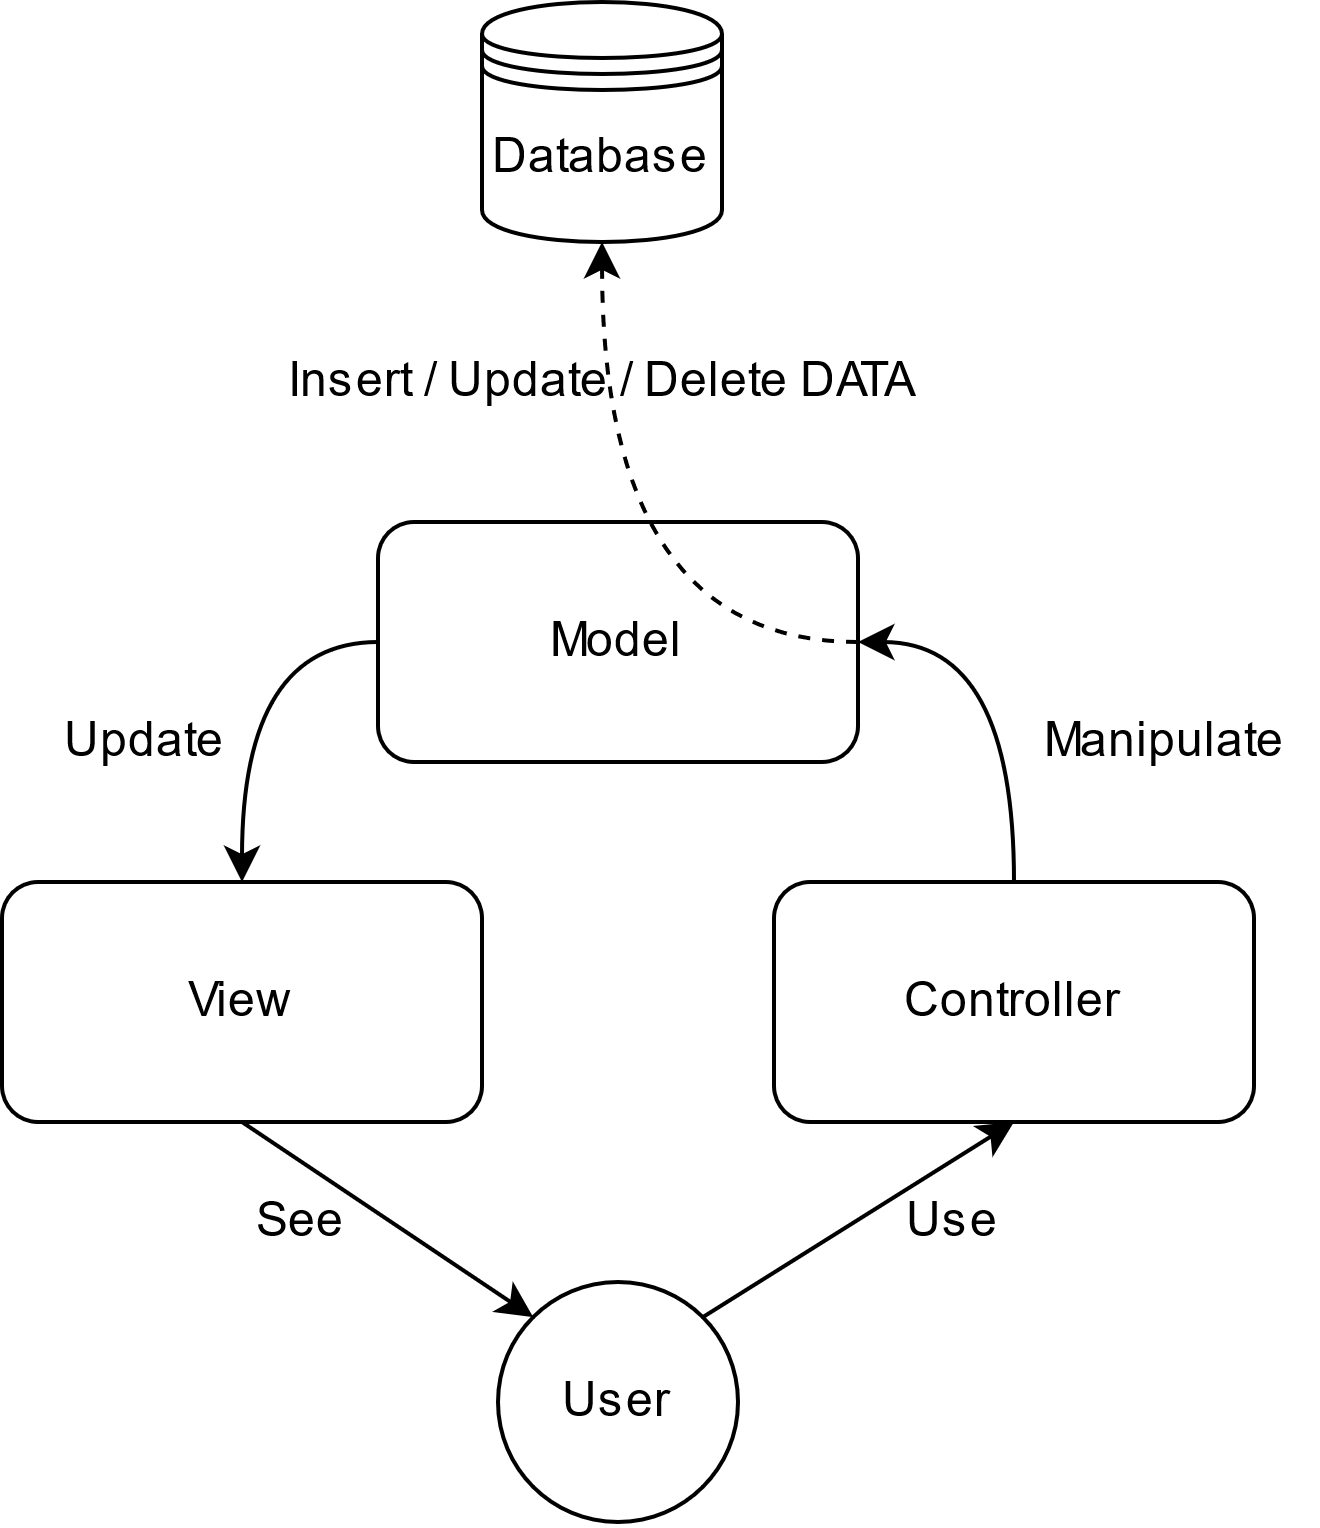 Database
Insert / Update / Delete DATA
Model
Update
Manipulate
View
Controller
See
Use
User